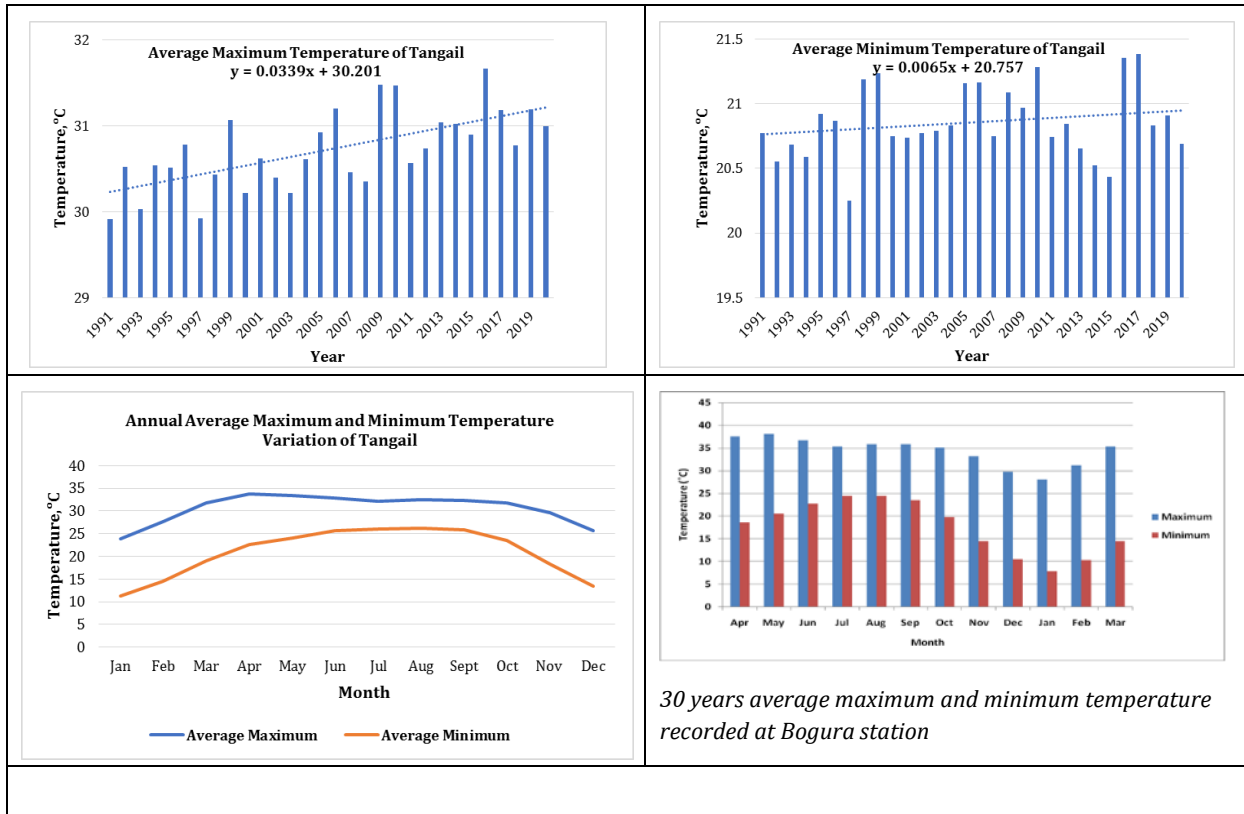 Average Maximum Temperature of Tangail
y = 0.0339x + 30.201
32
31
30
29
Temperature,°C
1991 1993 1995 1997 1999 2001 2003 2005 2007 2009 2011 2013 2015 2017 2019
Year
Average Minimum Temperature of Tangail
y = 0.0065x + 20.757
21.5
21
20.5
20
19.5
Temperature,°C
1991 1993 1995 1997 1999 2001 2003 2005 2007 2009 2011 2013 2015 2017 2019
Year
Annual Average Maximum and Minimum Temperature
Variation of Tangail
40
35
30
25
20
15
10
5
0
Temperature,°C
Jan Feb Mar Apr May Jun Jul Aug Sept Oct Nov Dec
Month
Average Maximum Average Minimum
45
40
35
30
25
20
15
10
5
0
Temperature (°C)
Apr May Jun Jul Aug Sep Oct Nov Dec Jan Feb Mar
Month
Maximum
Minimum
30 years average maximum and minimum temperature
recorded at Bogura station